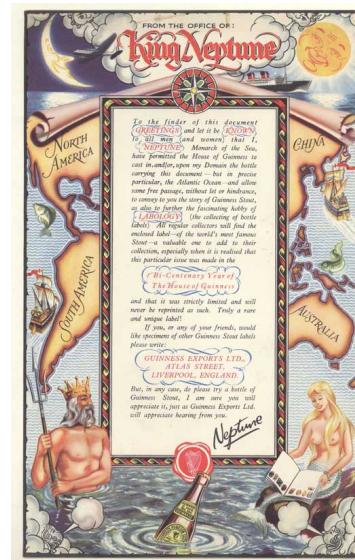 FROM THE OFFICE OF:
King Neptune
NORTH
AMERICA
CHINA
SOUTH AMERICA
AUSTRALIA
To the finder of this document
GREETINGS and let it be KNOWN
to all men (and women) that I,
NEPTUNE Monarch of the Sea,
have permitted the House of Guinness to
cast in, and/or, upon my Domain the bottle
carrying this document—but in precise
particular, the Atlantic Ocean—and allow
same free passage, without let or hindrance,
to convey to you the story of Guinness Stout,
as also to further the fascinating hobby of
LABOLOGY (the collecting of bottle
labels) All regular collectors will find the
enclosed label—of the world's most famous
Stout—a valuable one to add to their
collection, especially when it is realised that
this particular issue was made in the
Bi-Centenary Year of
The House of Guinness
and that it was strictly limited and will
never be reprinted as such. Truly a rare
and unique label!
If you, or any of your friends, would
like specimens of other Guinness Stout labels
please write:
GUINNESS EXPORTS LTD.,
ATLAS STREET,
LIVERPOOL, ENGLAND.
But, in any case, do please try a bottle of
Guinness Stout, I am sure you will
appreciate it, just as Guinness Exports Ltd.
will appreciate hearing from you.
Neptune